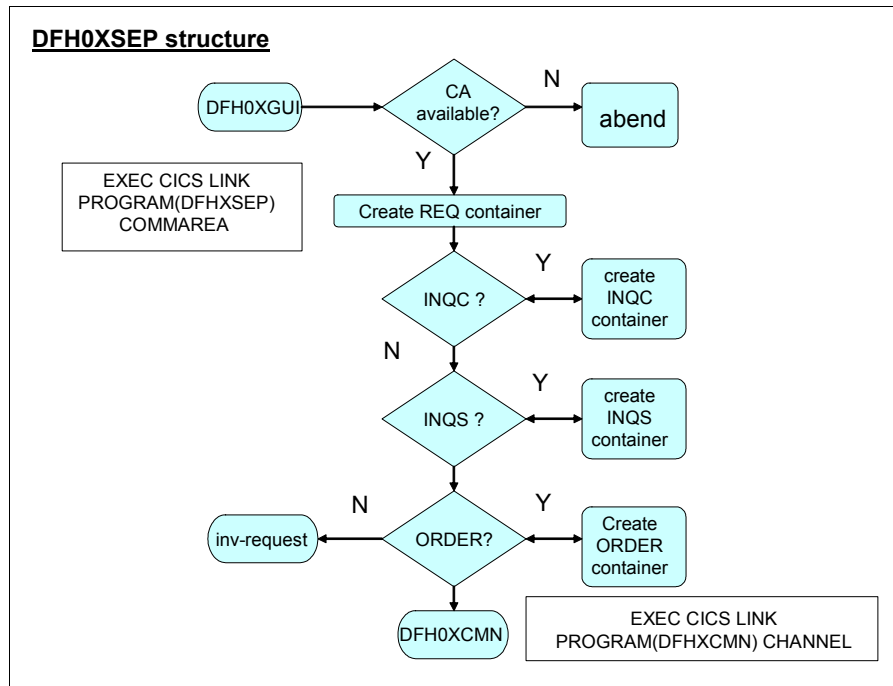 DFH0XSEP structure
DFH0XGUI
CA
available?
N
abend
Y
EXEC CICS LINK
PROGRAM(DFHXSEP)
COMMAREA
Create REQ container
INQC ?
Y
create
INQC
container
N
INQS ?
Y
create
INQS
container
N
inv-request
ORDER?
Y
Create
ORDER
container
DFH0XCMN
EXEC CICS LINK
PROGRAM(DFHXCMN) CHANNEL